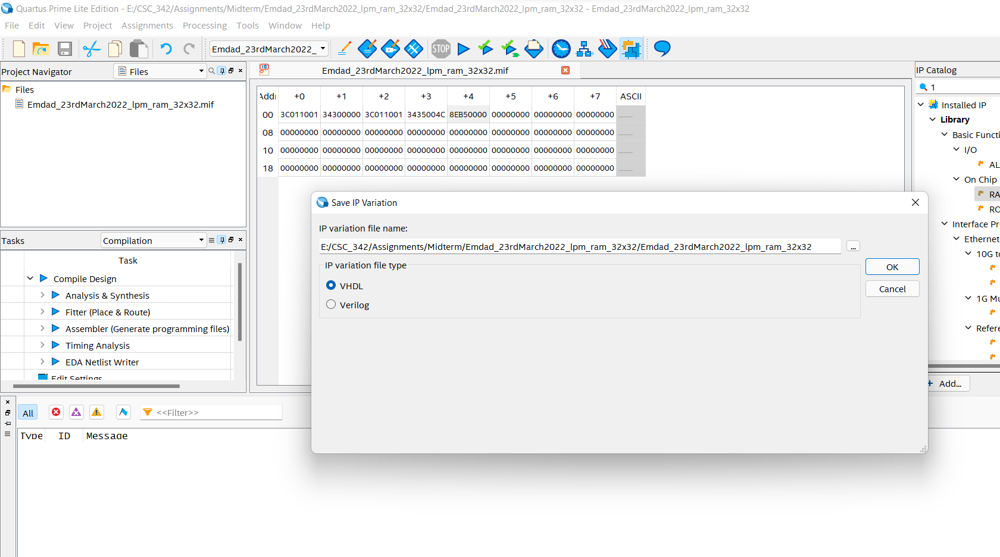 Quartus Prime Lite Edition - E:/CSC_342/Assignments/Midterm/Emdad_23rdMarch2022_lpm_ram_32x32/Emdad_23rdMarch2022_lpm_ram_32x32 - Emdad_23rdMarch2022_lpm_ram_32x32
File Edit View Project Assignments Processing Tools Window Help
Emdad_23rdMarch2022_
STOP
Project Navigator
Files
Files
Emdad_23rdMarch2022_lpm_ram_32x32.mif
Tasks
Compilation
Task
Compile Design
Analysis & Synthesis
Fitter (Place & Route)
Assembler (Generate programming files)
Timing Analysis
EDA Netlist Writer
Edit Settings
Emdad_23rdMarch2022_lpm_ram_32x32.mif
Addr +0 +1 +2 +3 +4 +5 +6 +7 ASCII
00 3C011001 34300000 3C011001 3435004C 8EB50000 00000000 00000000 00000000 ........
08 00000000 00000000 00000000 00000000 00000000 00000000 00000000 00000000 ........
10 00000000 00000000 00000000 00000000 00000000 00000000 00000000 00000000 ........
18 00000000 00000000 00000000 00000000 00000000 00000000 00000000 00000000 ........
Save IP Variation
IP variation file name:
E:/CSC_342/Assignments/Midterm/Emdad_23rdMarch2022_lpm_ram_32x32/Emdad_23rdMarch2022_lpm_ram_32x32
...
IP variation file type
VHDL
Verilog
OK
Cancel
IP Catalog
1
Installed IP
Library
Basic Functi
I/O
AL
On Chip
RA
RO
Interface Pr
Ethernet
10G to
1G Mu
Refere
+ Add...
All
<<Filter>>
Type ID Message